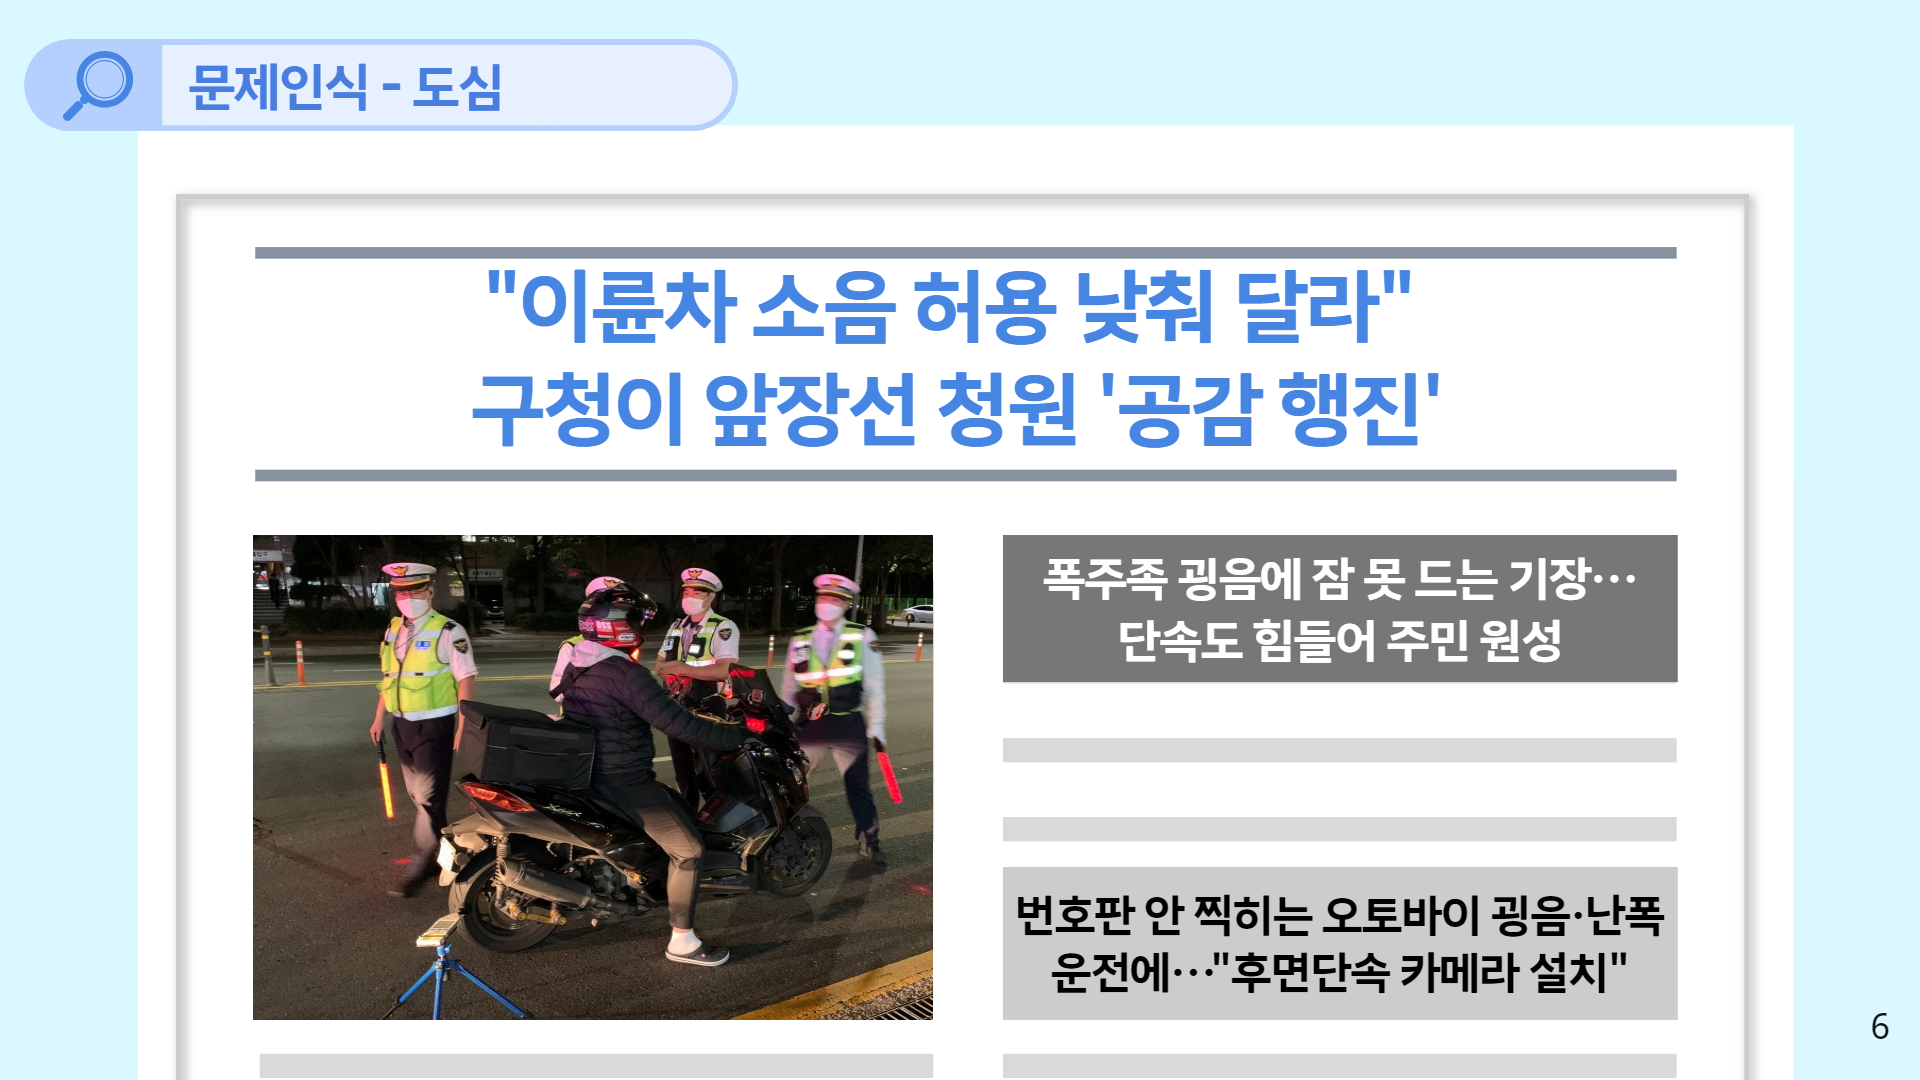 문제인식 - 도심
"이륜차 소음 허용 낮춰 달라"
구청이 앞장선 청원 '공감 행진'
폭주족 굉음에 잠 못 드는 기장…
단속도 힘들어 주민 원성
번호판 안 찍히는 오토바이 굉음·난폭
운전에…"후면단속 카메라 설치"
6